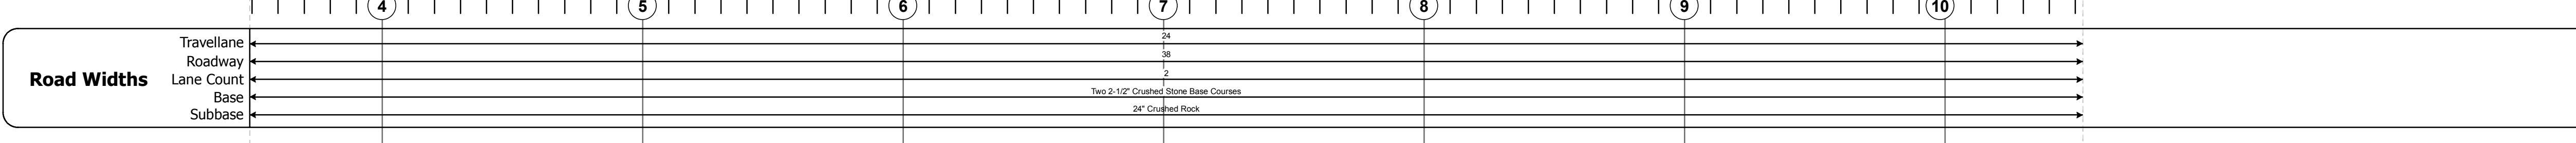 4 5 6 7 8 9 10
Travellane 24
Roadway 38
Road Widths
Lane Count 2
Base Two 2-1/2" Crushed Stone Base Courses
Subbase 24" Crushed Rock